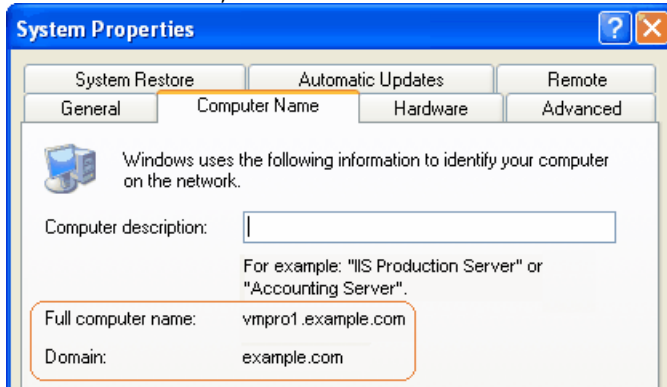 System Properties
System Restore Automatic Updates Remote
General Computer Name Hardware Advanced
Windows uses the following information to identify your computer
on the network.
Computer description:
For example: "IIS Production Server" or
"Accounting Server".
Full computer name: vmpro1.example.com
Domain: example.com